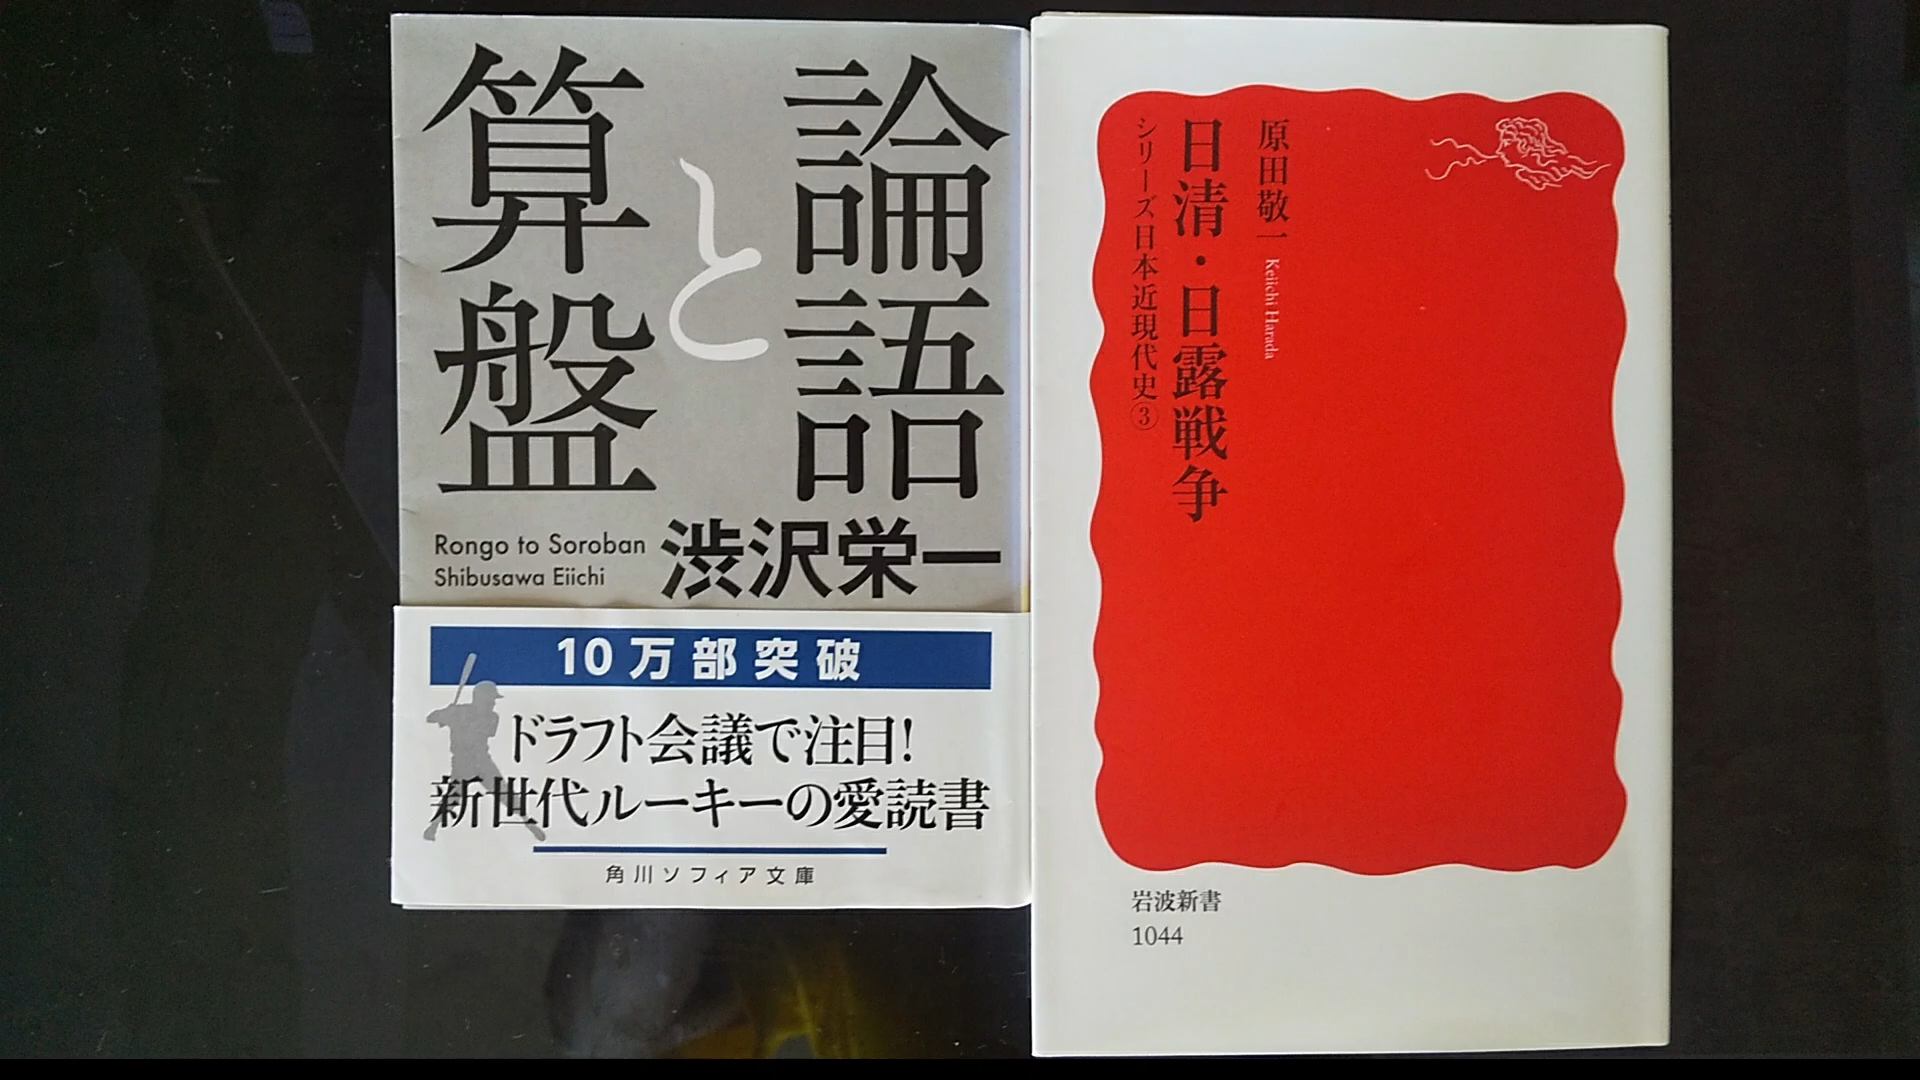 論語
と
算盤
Rongo to Soroban
Shibusawa Eiichi
渋沢栄一
10万部突破
ドラフト会議で注目!
新世代ルーキーの愛読書
角川ソフィア文庫
原田敬一 Keiichi Harada
日清・日露戦争
シリーズ日本近現代史③
岩波新書
1044